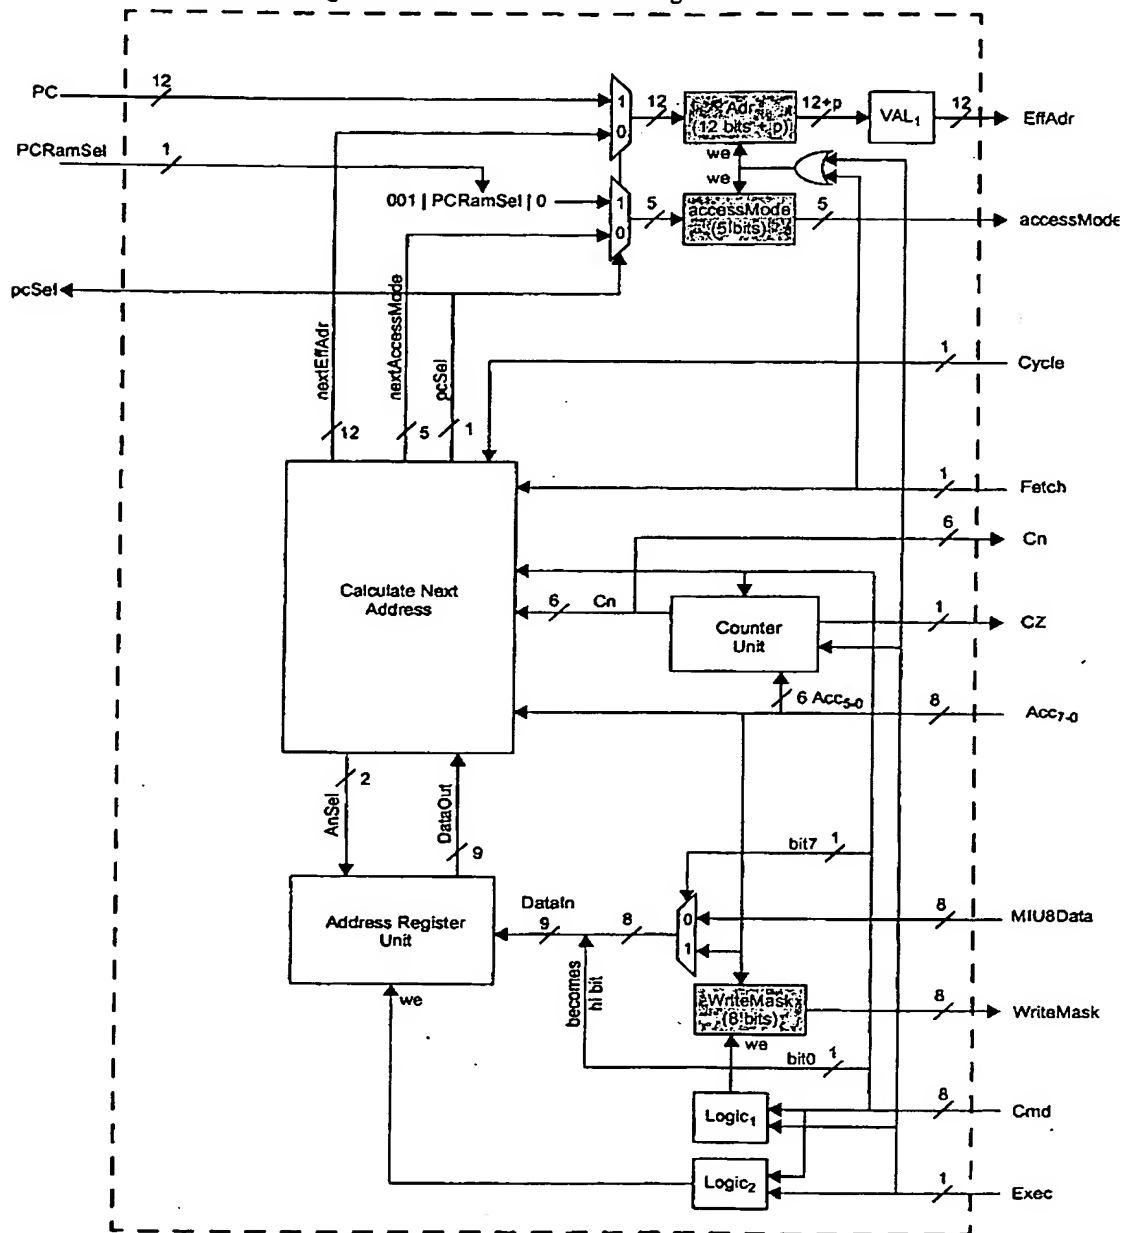 PC
12
1
0
12
Adr
(12 bits + p)
12+p
VAL1
12
EffAdr
PCRamSel
1
we
we
001 | PCRamSel | 0
1
0
5
accessMode
(5 bits)
5
accessMode
pcSel
nextEffAdr
nextAccessMode
pcSel
1
Cycle
12
5
1
1
Fetch
6
Cn
Calculate Next
Address
6
Cn
Counter
Unit
1
CZ
6 Acc5-0
8
Acc7-0
2
AnSel
DataOut
9
bit7
1
Address Register
Unit
DataIn
9
8
0
1
8
MIU8Data
becomes
hi bit
we
WriteMask
(8 bits)
8
WriteMask
we
bit0
1
Logic1
8
Cmd
Logic2
1
Exec